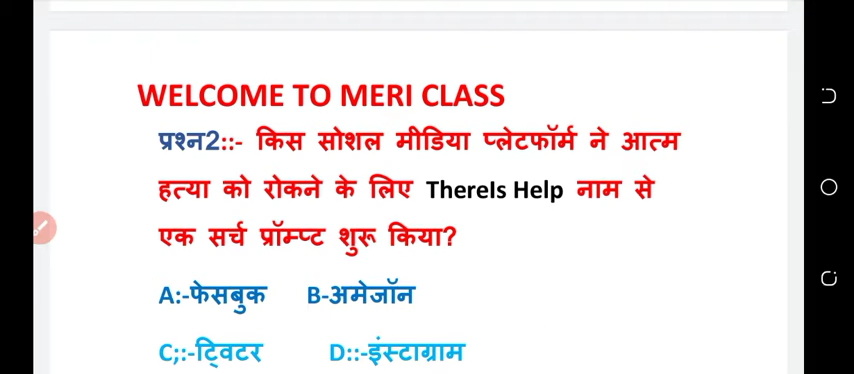 WELCOME TO MERI CLASS
प्रश्न2::- किस सोशल मीडिया प्लेटफॉर्म ने आत्म
हत्या को रोकने के लिए ThereIs Help नाम से
एक सर्च प्रॉम्प्ट शुरू किया?
A:-फेसबुक B-अमेजॉन
C;:-ट्विटर D::-इंस्टाग्राम